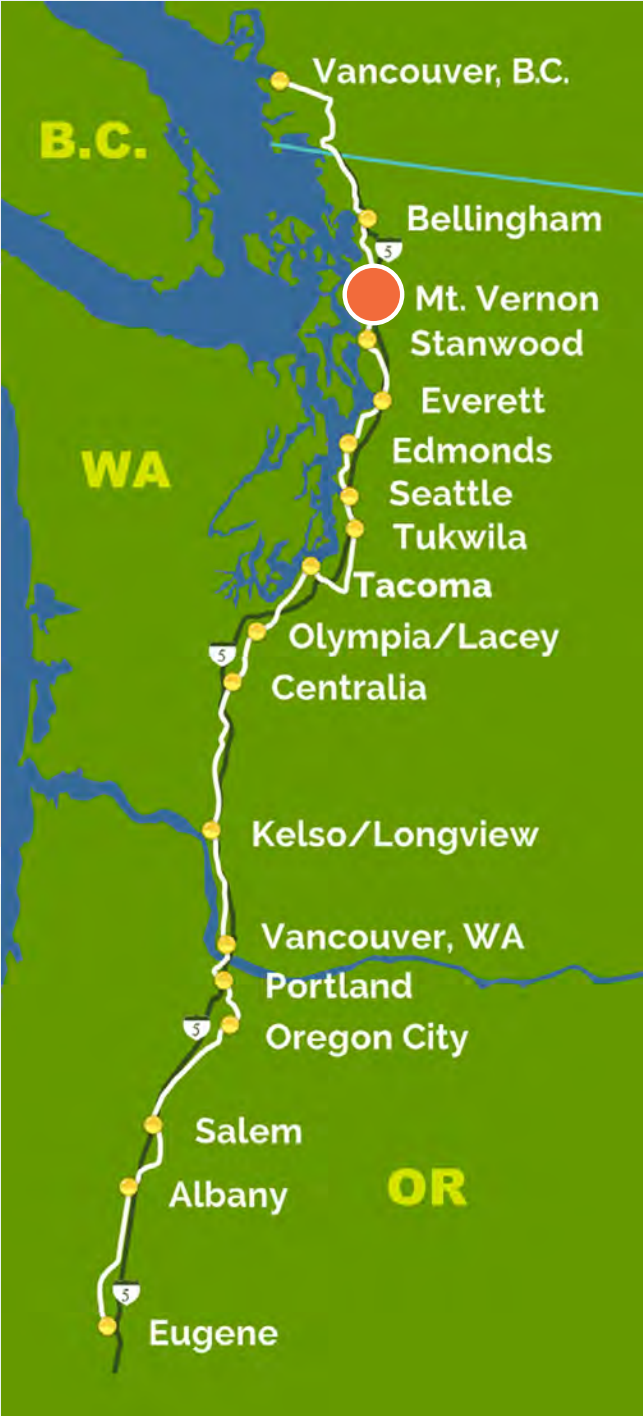 Vancouver, B.C.
B.C.
Bellingham
5
Mt. Vernon
Stanwood
Everett
Edmonds
WA
Seattle
Tukwila
Tacoma
Olympia/Lacey
5
Centralia
Kelso/Longview
Vancouver, WA
Portland
5
Oregon City
Salem
OR
Albany
5
Eugene